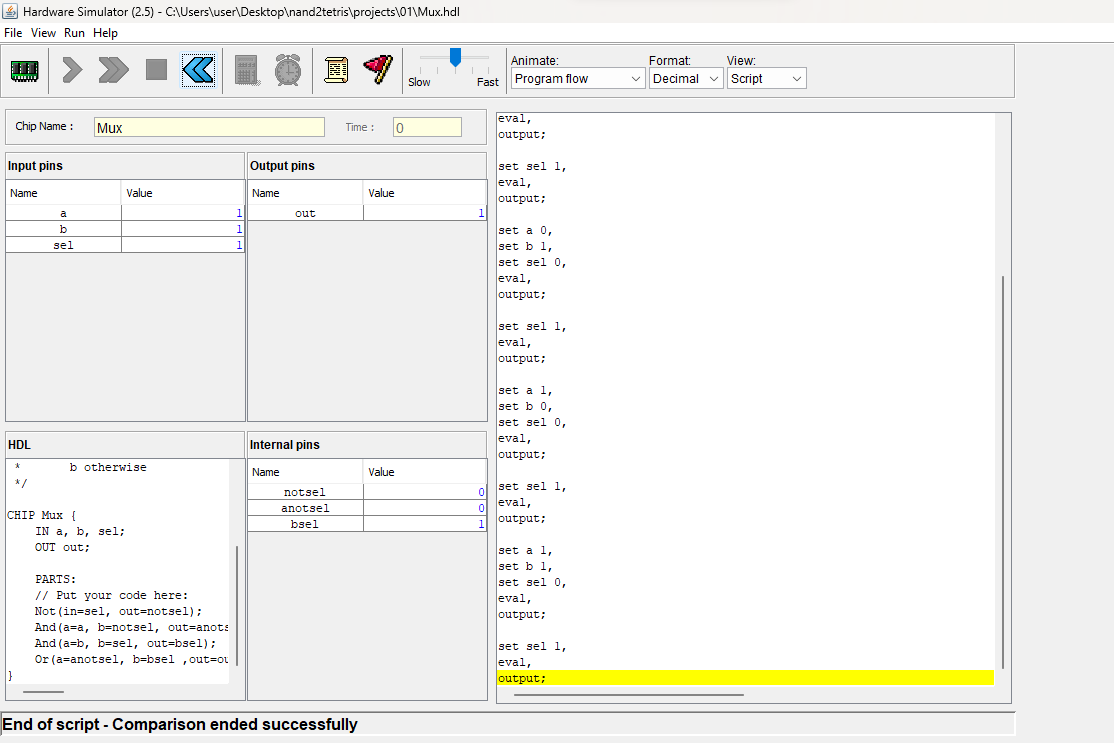 Hardware Simulator (2.5) - C:\Users\user\Desktop\nand2tetris\projects\01\Mux.hdl
File View Run Help
Slow Fast
Animate: Format: View:
Program flow Decimal Script
Chip Name : Mux Time : 0
Input pins
Name Value
a 1
b 1
sel 1
Output pins
Name Value
out 1
HDL
* b otherwise
*/
CHIP Mux {
IN a, b, sel;
OUT out;
PARTS:
// Put your code here:
Not(in=sel, out=notsel);
And(a=a, b=notsel, out=anots
And(a=b, b=sel, out=bsel);
Or(a=anotsel, b=bsel ,out=ou
}
Internal pins
Name Value
notsel 0
anotsel 0
bsel 1
eval,
output;
set sel 1,
eval,
output;
set a 0,
set b 1,
set sel 0,
eval,
output;
set sel 1,
eval,
output;
set a 1,
set b 0,
set sel 0,
eval,
output;
set sel 1,
eval,
output;
set a 1,
set b 1,
set sel 0,
eval,
output;
set sel 1,
eval,
output;
End of script - Comparison ended successfully